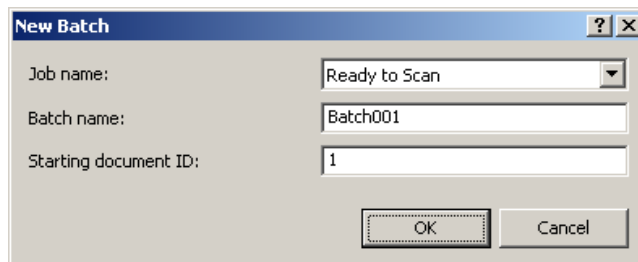 New Batch
Job name: Ready to Scan
Batch name: Batch001
Starting document ID: 1
OK Cancel